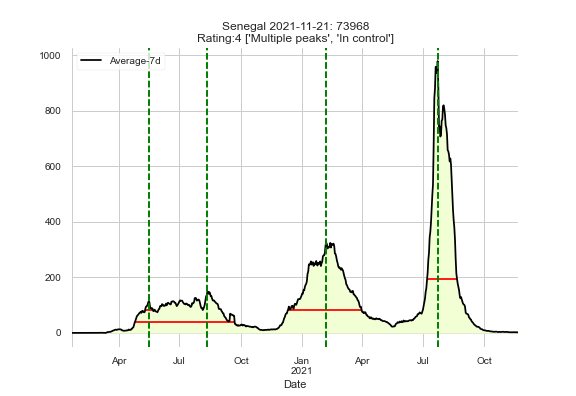 Senegal 2021-11-21: 73968
Rating:4 ['Multiple peaks', 'In control']
Average-7d
1000
800
600
400
200
0
Apr
Jul
Oct
Jan
2021
Apr
Jul
Oct
Date